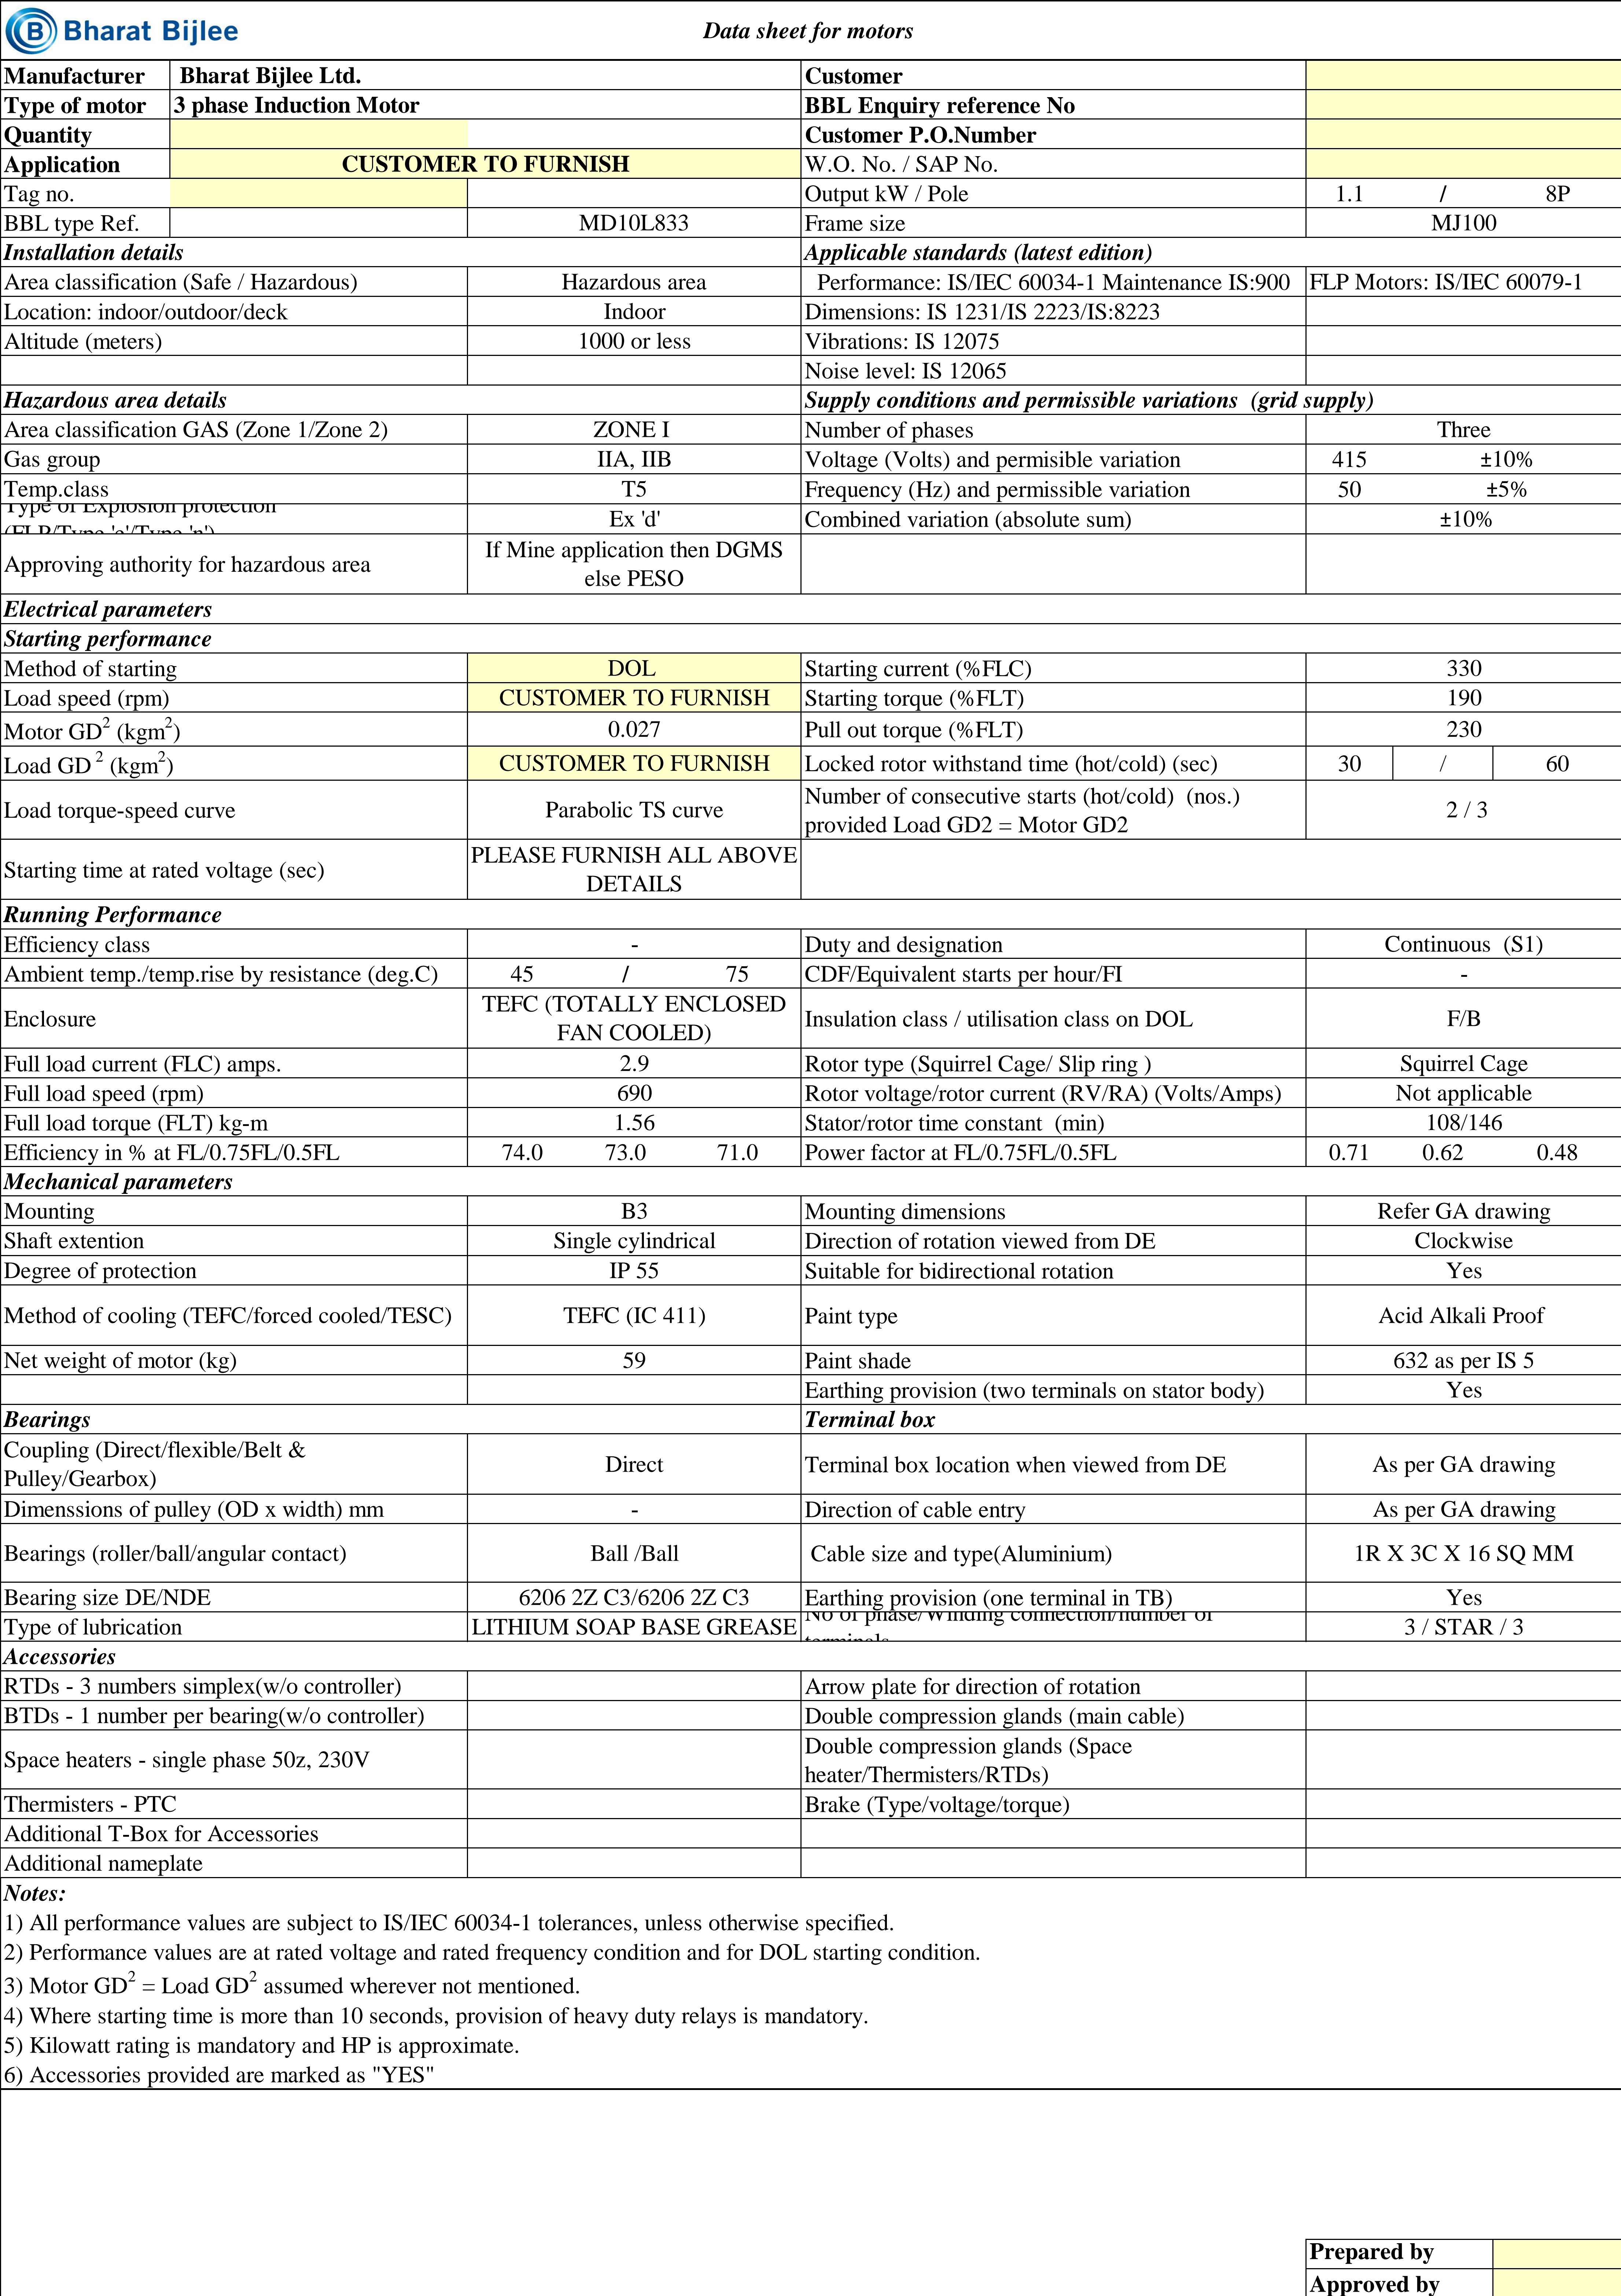 Bharat Bijlee
Data sheet for motors
Manufacturer Bharat Bijlee Ltd. Customer
Type of motor 3 phase Induction Motor BBL Enquiry reference No
Quantity Customer P.O.Number
Application CUSTOMER TO FURNISH W.O. No. / SAP No.
Tag no. Output kW / Pole 1.1 / 8P
BBL type Ref. MD10L833 Frame size MJ100
Installation details Applicable standards (latest edition)
Area classification (Safe / Hazardous) Hazardous area Performance: IS/IEC 60034-1 Maintenance IS:900 FLP Motors: IS/IEC 60079-1
Location: indoor/outdoor/deck Indoor Dimensions: IS 1231/IS 2223/IS:8223
Altitude (meters) 1000 or less Vibrations: IS 12075
Noise level: IS 12065
Hazardous area details Supply conditions and permissible variations (grid supply)
Area classification GAS (Zone 1/Zone 2) ZONE I Number of phases Three
Gas group IIA, IIB Voltage (Volts) and permisible variation 415 ±10%
Temp.class T5 Frequency (Hz) and permissible variation 50 ±5%
Type of Explosion protection
(FLP/Type 'e'/Type 'n') Ex 'd' Combined variation (absolute sum) ±10%
Approving authority for hazardous area If Mine application then DGMS
else PESO
Electrical parameters
Starting performance
Method of starting DOL Starting current (%FLC) 330
Load speed (rpm) CUSTOMER TO FURNISH Starting torque (%FLT) 190
Motor GD2 (kgm2) 0.027 Pull out torque (%FLT) 230
Load GD 2 (kgm2) CUSTOMER TO FURNISH Locked rotor withstand time (hot/cold) (sec) 30 / 60
Load torque-speed curve Parabolic TS curve Number of consecutive starts (hot/cold) (nos.)
provided Load GD2 = Motor GD2 2 / 3
Starting time at rated voltage (sec) PLEASE FURNISH ALL ABOVE
DETAILS
Running Performance
Efficiency class - Duty and designation Continuous (S1)
Ambient temp./temp.rise by resistance (deg.C) 45 / 75 CDF/Equivalent starts per hour/FI -
Enclosure TEFC (TOTALLY ENCLOSED
FAN COOLED) Insulation class / utilisation class on DOL F/B
Full load current (FLC) amps. 2.9 Rotor type (Squirrel Cage/ Slip ring ) Squirrel Cage
Full load speed (rpm) 690 Rotor voltage/rotor current (RV/RA) (Volts/Amps) Not applicable
Full load torque (FLT) kg-m 1.56 Stator/rotor time constant (min) 108/146
Efficiency in % at FL/0.75FL/0.5FL 74.0 73.0 71.0 Power factor at FL/0.75FL/0.5FL 0.71 0.62 0.48
Mechanical parameters
Mounting B3 Mounting dimensions Refer GA drawing
Shaft extention Single cylindrical Direction of rotation viewed from DE Clockwise
Degree of protection IP 55 Suitable for bidirectional rotation Yes
Method of cooling (TEFC/forced cooled/TESC) TEFC (IC 411) Paint type Acid Alkali Proof
Net weight of motor (kg) 59 Paint shade 632 as per IS 5
Earthing provision (two terminals on stator body) Yes
Bearings Terminal box
Coupling (Direct/flexible/Belt &
Pulley/Gearbox) Direct Terminal box location when viewed from DE As per GA drawing
Dimenssions of pulley (OD x width) mm - Direction of cable entry As per GA drawing
Bearings (roller/ball/angular contact) Ball /Ball Cable size and type(Aluminium) 1R X 3C X 16 SQ MM
Bearing size DE/NDE 6206 2Z C3/6206 2Z C3 Earthing provision (one terminal in TB) Yes
Type of lubrication LITHIUM SOAP BASE GREASE No of phase/Winding connection/number of
terminals 3 / STAR / 3
Accessories
RTDs - 3 numbers simplex(w/o controller) Arrow plate for direction of rotation
BTDs - 1 number per bearing(w/o controller) Double compression glands (main cable)
Space heaters - single phase 50z, 230V Double compression glands (Space
heater/Thermisters/RTDs)
Thermisters - PTC Brake (Type/voltage/torque)
Additional T-Box for Accessories
Additional nameplate
Notes:
1) All performance values are subject to IS/IEC 60034-1 tolerances, unless otherwise specified.
2) Performance values are at rated voltage and rated frequency condition and for DOL starting condition.
3) Motor GD2 = Load GD2 assumed wherever not mentioned.
4) Where starting time is more than 10 seconds, provision of heavy duty relays is mandatory.
5) Kilowatt rating is mandatory and HP is approximate.
6) Accessories provided are marked as "YES"
Prepared by
Approved by